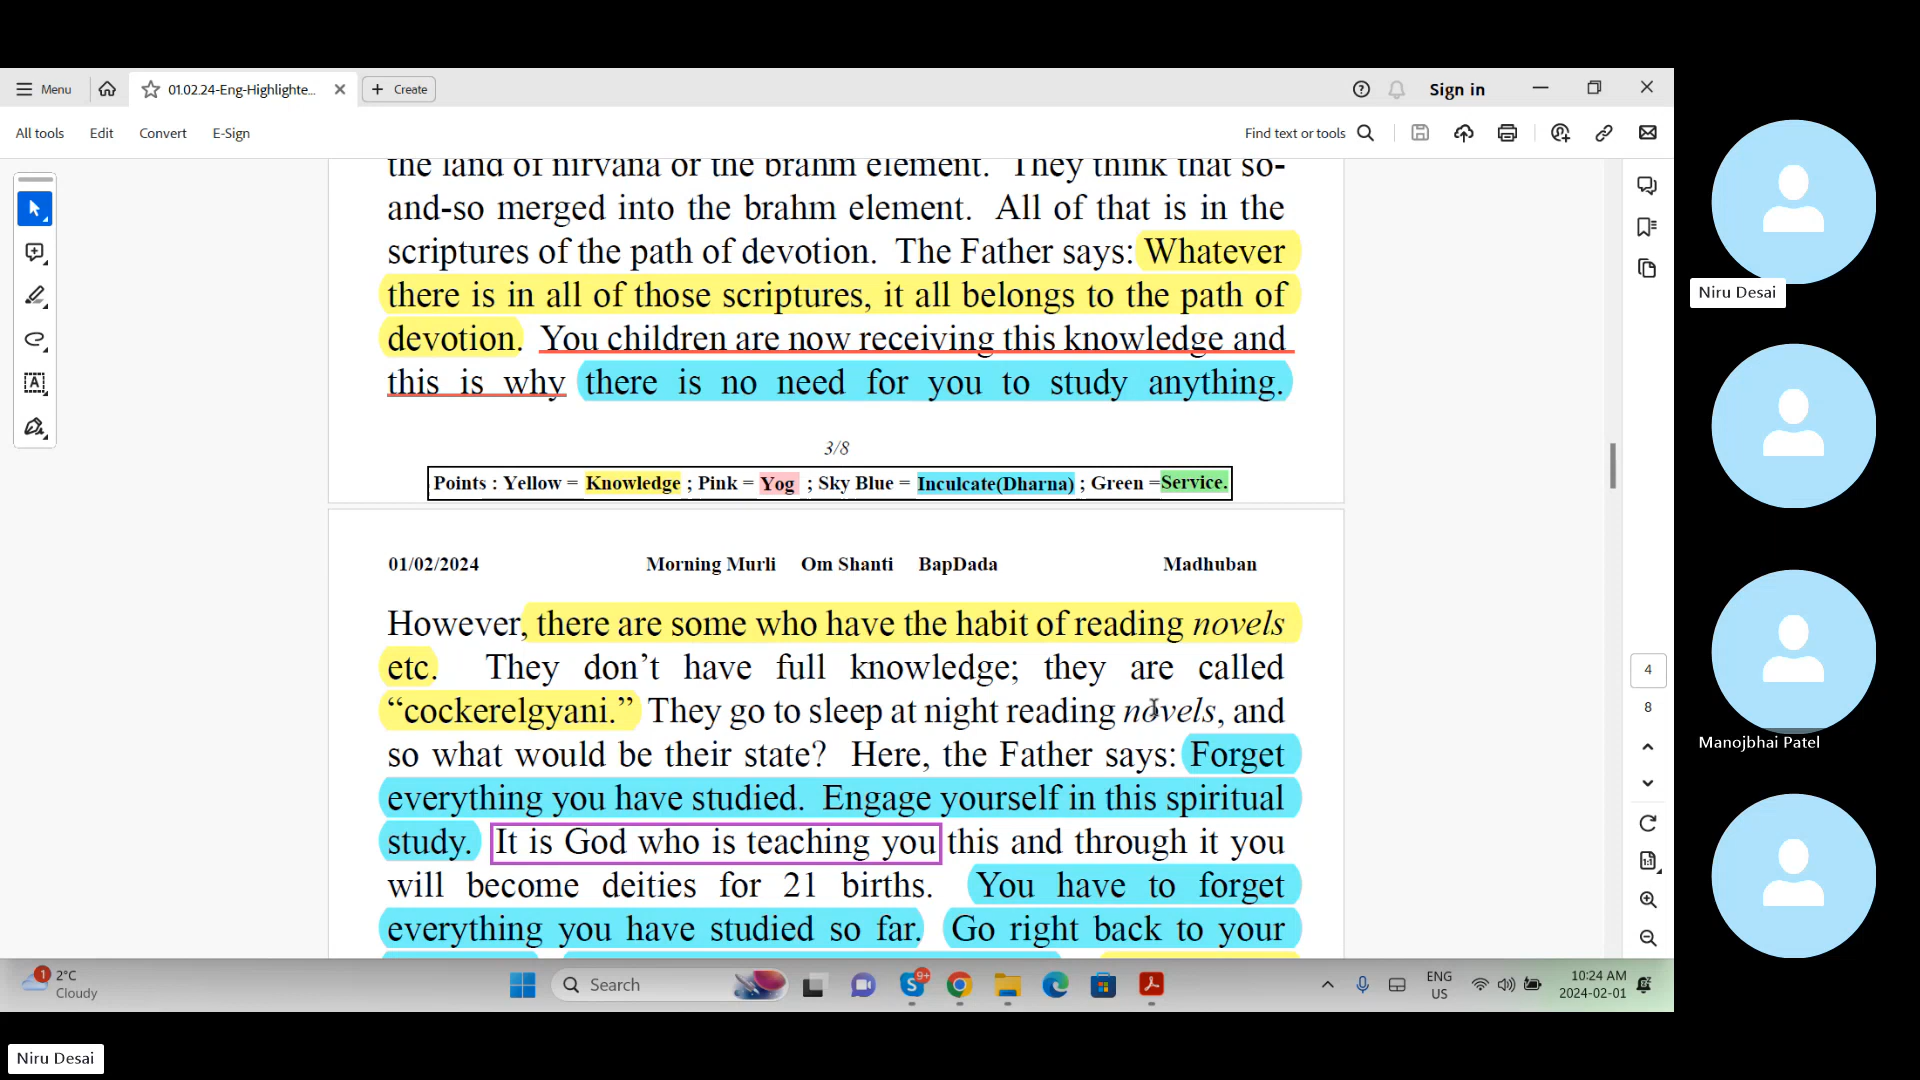 Menu
01.02.24-Eng-Highlighte...
Create
Sign in
All tools
Edit
Convert
E-Sign
Find text or tools
the land of nirvana or the brahm element. They think that so-
and-so merged into the brahm element. All of that is in the
scriptures of the path of devotion. The Father says: Whatever
there is in all of those scriptures, it all belongs to the path of
devotion. You children are now receiving this knowledge and
this is why there is no need for you to study anything.
3/8
Points : Yellow = Knowledge ; Pink = Yog ; Sky Blue = Inculcate(Dharna) ; Green =Service.
01/02/2024 Morning Murli Om Shanti BapDada Madhuban
However, there are some who have the habit of reading novels
etc. They don’t have full knowledge; they are called
“cockerelgyani.” They go to sleep at night reading novels, and
so what would be their state? Here, the Father says: Forget
everything you have studied. Engage yourself in this spiritual
study. It is God who is teaching you this and through it you
will become deities for 21 births. You have to forget
everything you have studied so far. Go right back to your
4
8
1:1
Niru Desai
Manojbhai Patel
1
2°C
Cloudy
Search
9+
ENG
US
10:24 AM
2024-02-01
Niru Desai